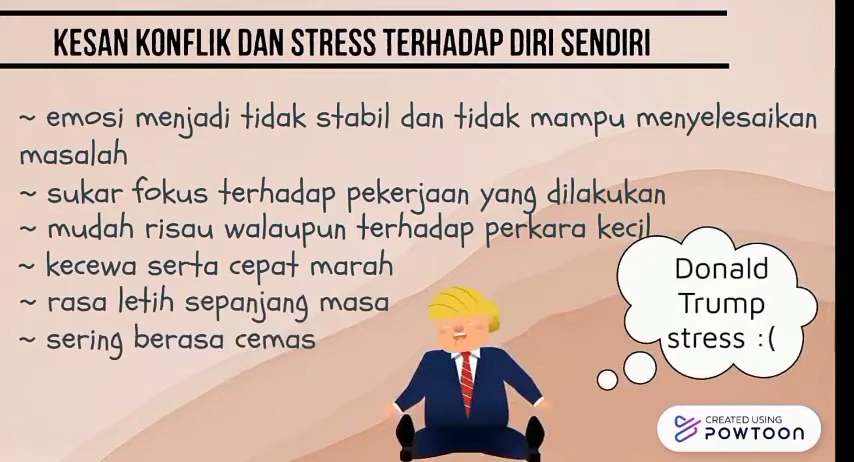 KESAN KONFLIK DAN STRESS TERHADAP DIRI SENDIRI
~ emosi menjadi tidak stabil dan tidak mampu menyelesaikan
masalah
~ sukar fokus terhadap pekerjaan yang dilakukan
~ mudah risau walaupun terhadap perkara kecil
~ kecewa serta cepat marah
~ rasa letih sepanjang masa
~ sering berasa cemas
Donald
Trump
stress :(
CREATED USING
POWTOON